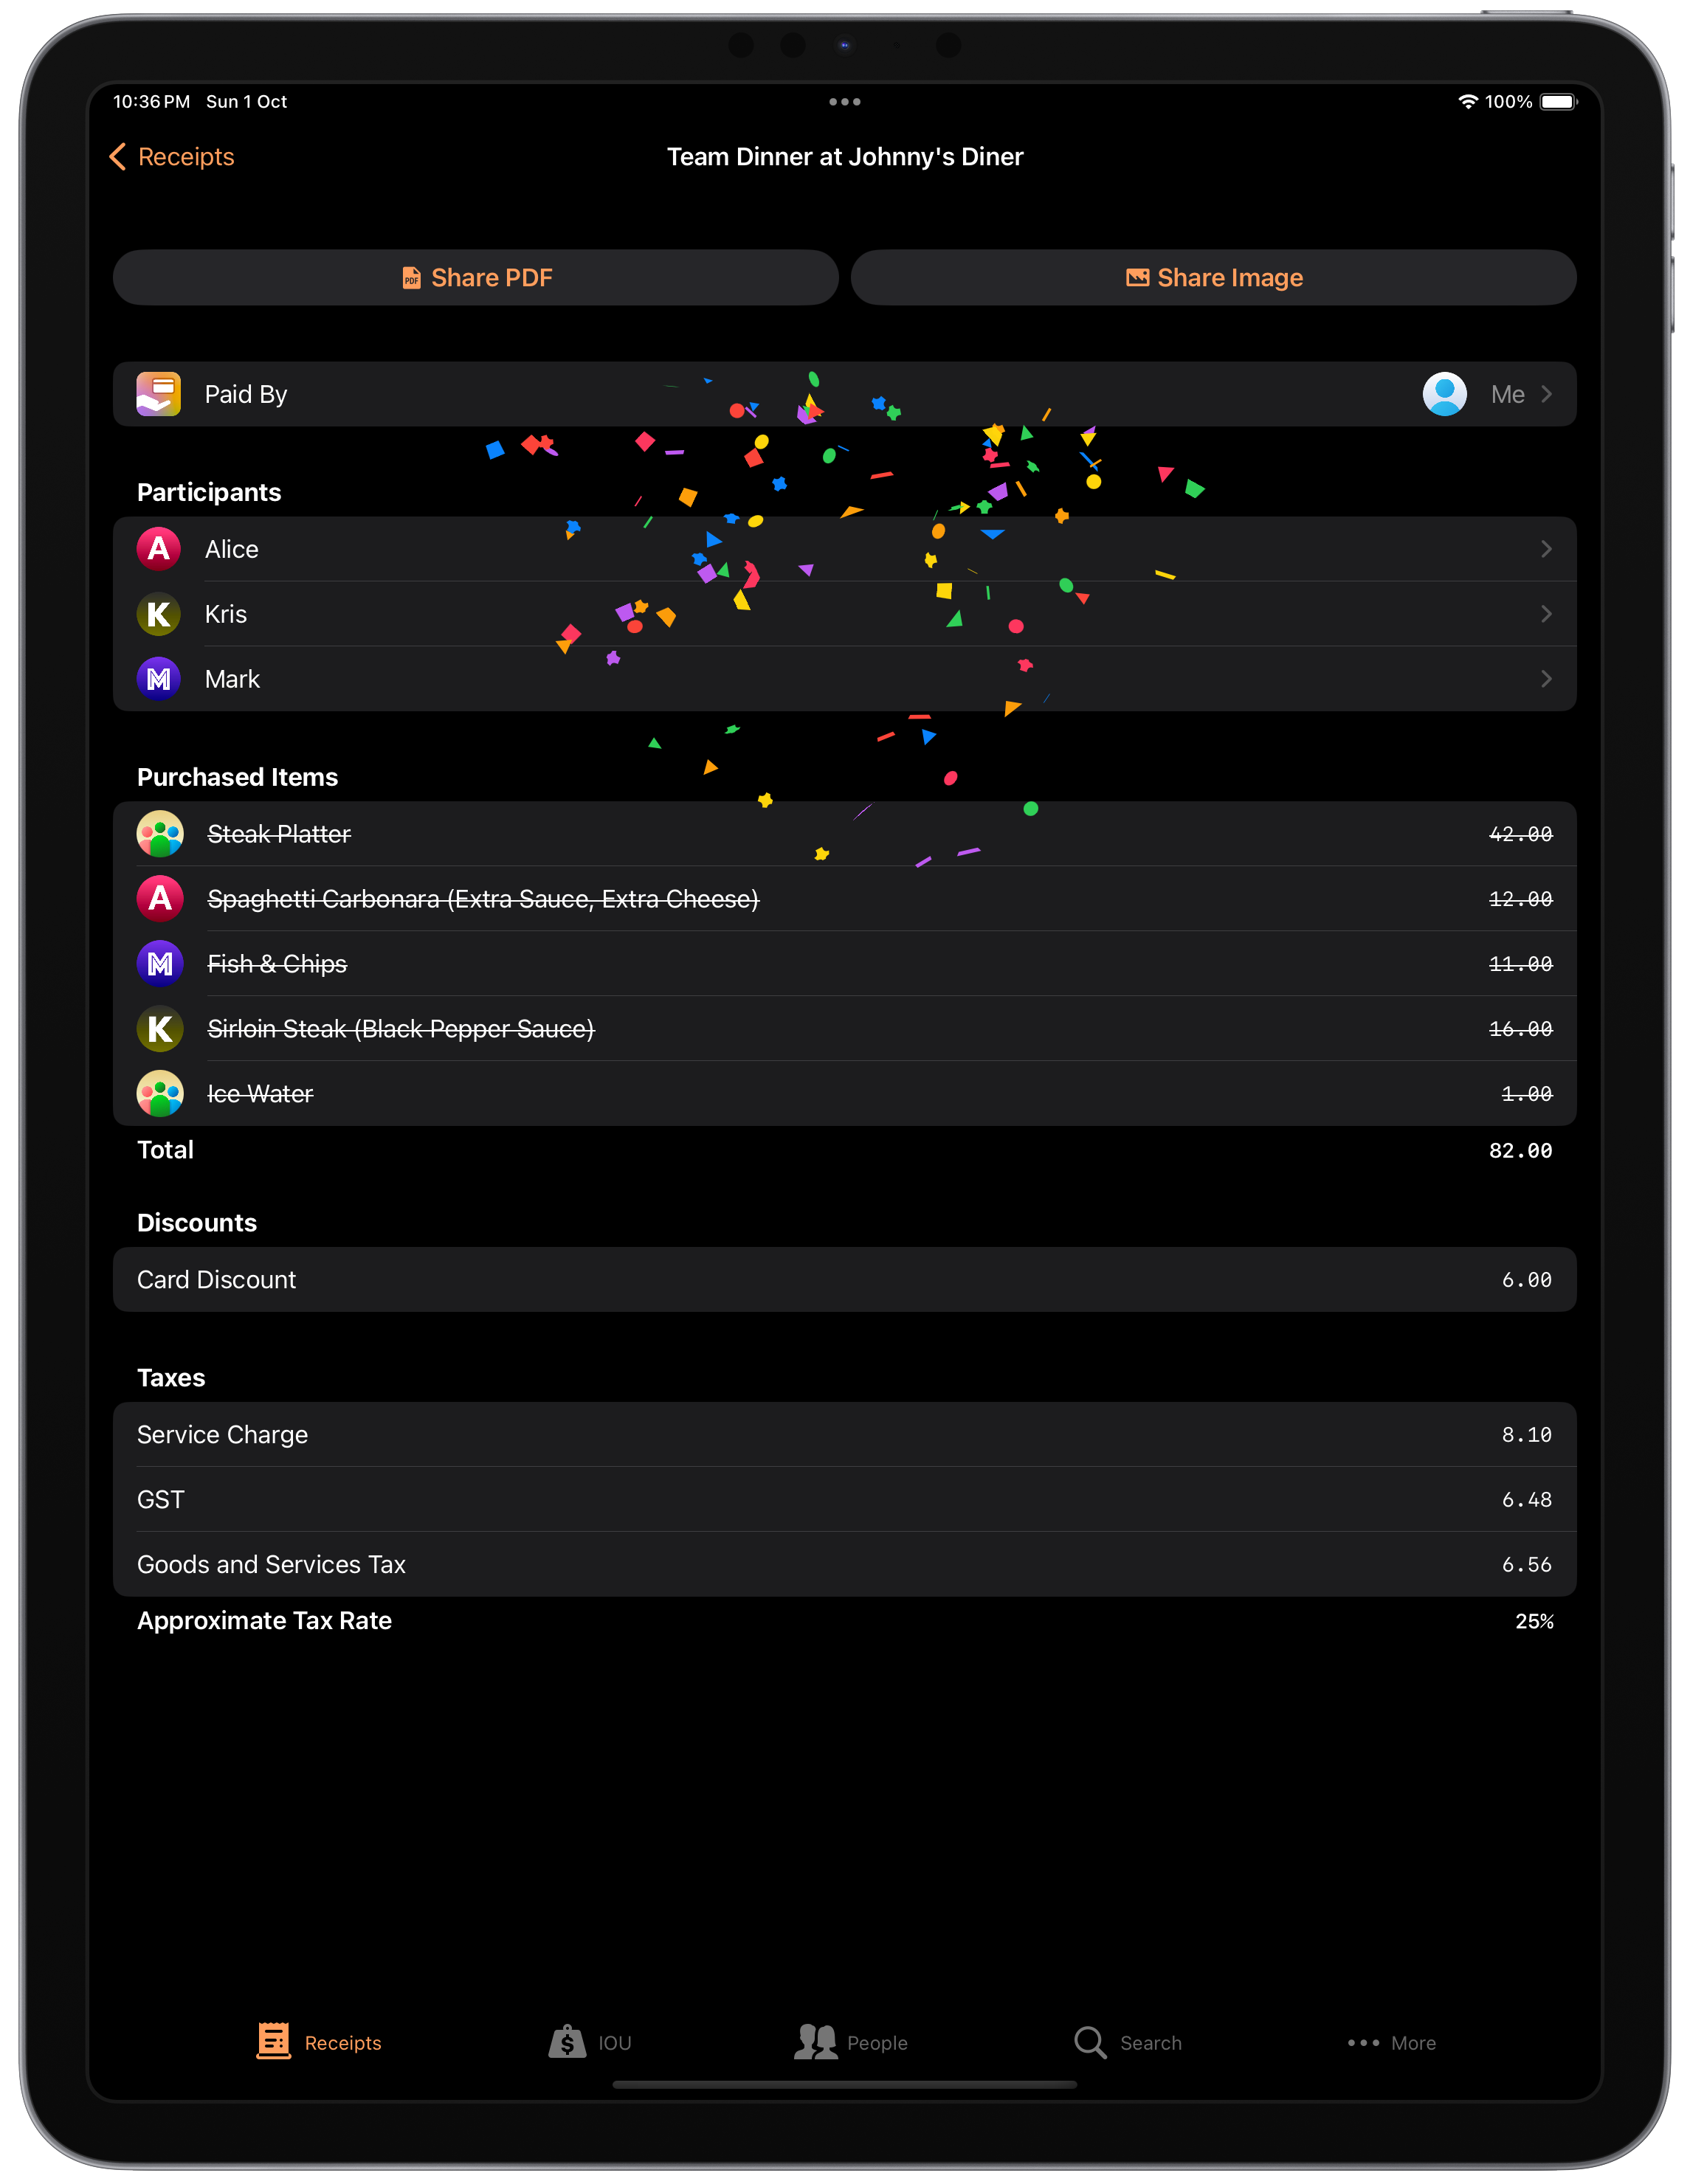 10:36 PM Sun 1 Oct
100%
Receipts
Team Dinner at Johnny's Diner
PDF Share PDF
Share Image
Paid By
Me
Participants
A Alice
K Kris
M Mark
Purchased Items
Steak Platter 42.00
A Spaghetti Carbonara (Extra Sauce, Extra Cheese) 12.00
M Fish & Chips 11.00
K Sirloin Steak (Black Pepper Sauce) 16.00
Ice Water 1.00
Total 82.00
Discounts
Card Discount 6.00
Taxes
Service Charge 8.10
GST 6.48
Goods and Services Tax 6.56
Approximate Tax Rate 25%
Receipts
$ IOU
People
Search
More